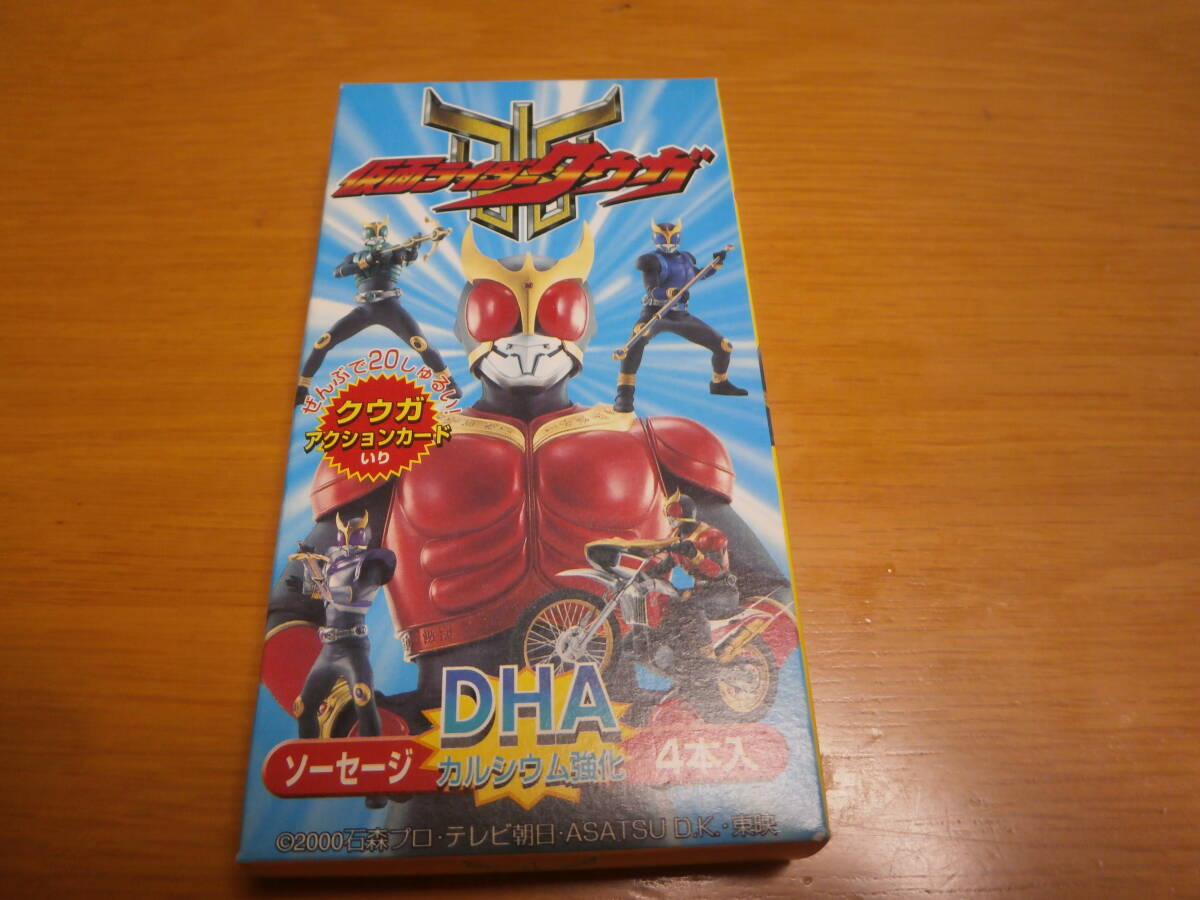 仮面ライダークウガ
ぜんぶで20しゅるい!
クウガ
アクションカード
いり
DHA
カルシウム強化
ソーセージ
4本入
©2000石森プロ・テレビ朝日・ASATSU D.K.・東映